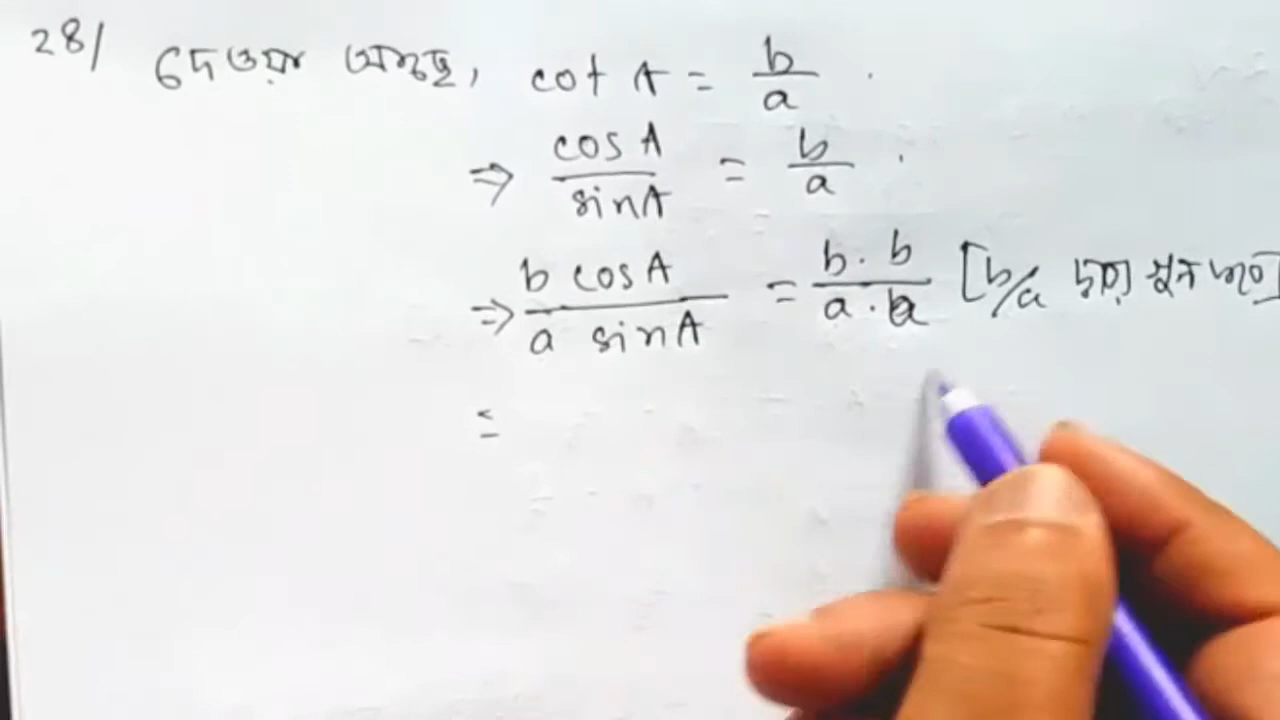 28/ দেওয়া আছে, cot A = b/a .
⇒ cos A / sin A = b/a .
⇒ b cos A / a sin A = b . b / a . a [b/a দ্বারা গুন করে]
=